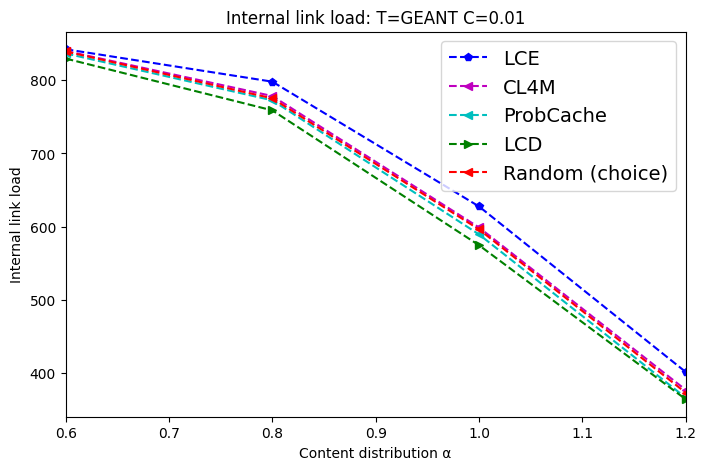 Internal link load: T=GEANT C=0.01
LCE
CL4M
ProbCache
LCD
Random (choice)
Internal link load
800
700
600
500
400
0.6
0.7
0.8
0.9
1.0
1.1
1.2
Content distribution α